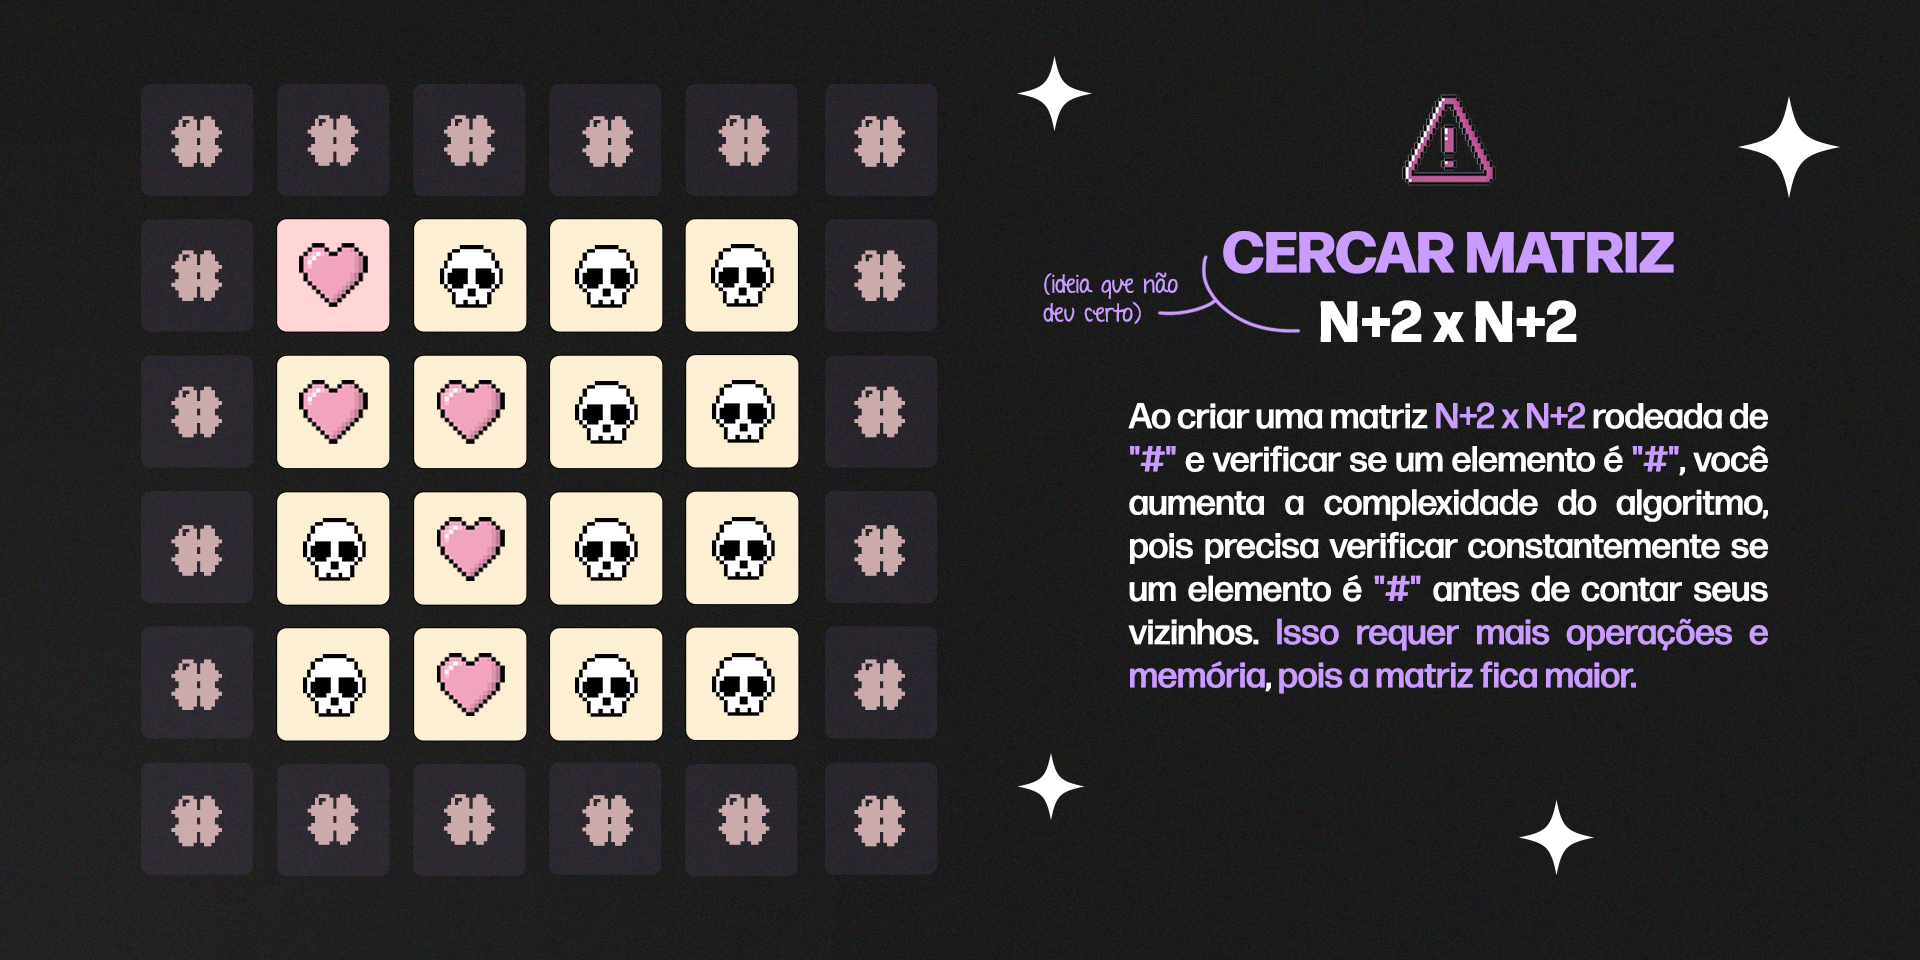 CERCAR MATRIZ
N+2 x N+2
(ideia que não
deu certo)
Ao criar uma matriz N+2 x N+2 rodeada de
"#" e verificar se um elemento é "#", você
aumenta a complexidade do algoritmo,
pois precisa verificar constantemente se
um elemento é "#" antes de contar seus
vizinhos. Isso requer mais operações e
memória, pois a matriz fica maior.